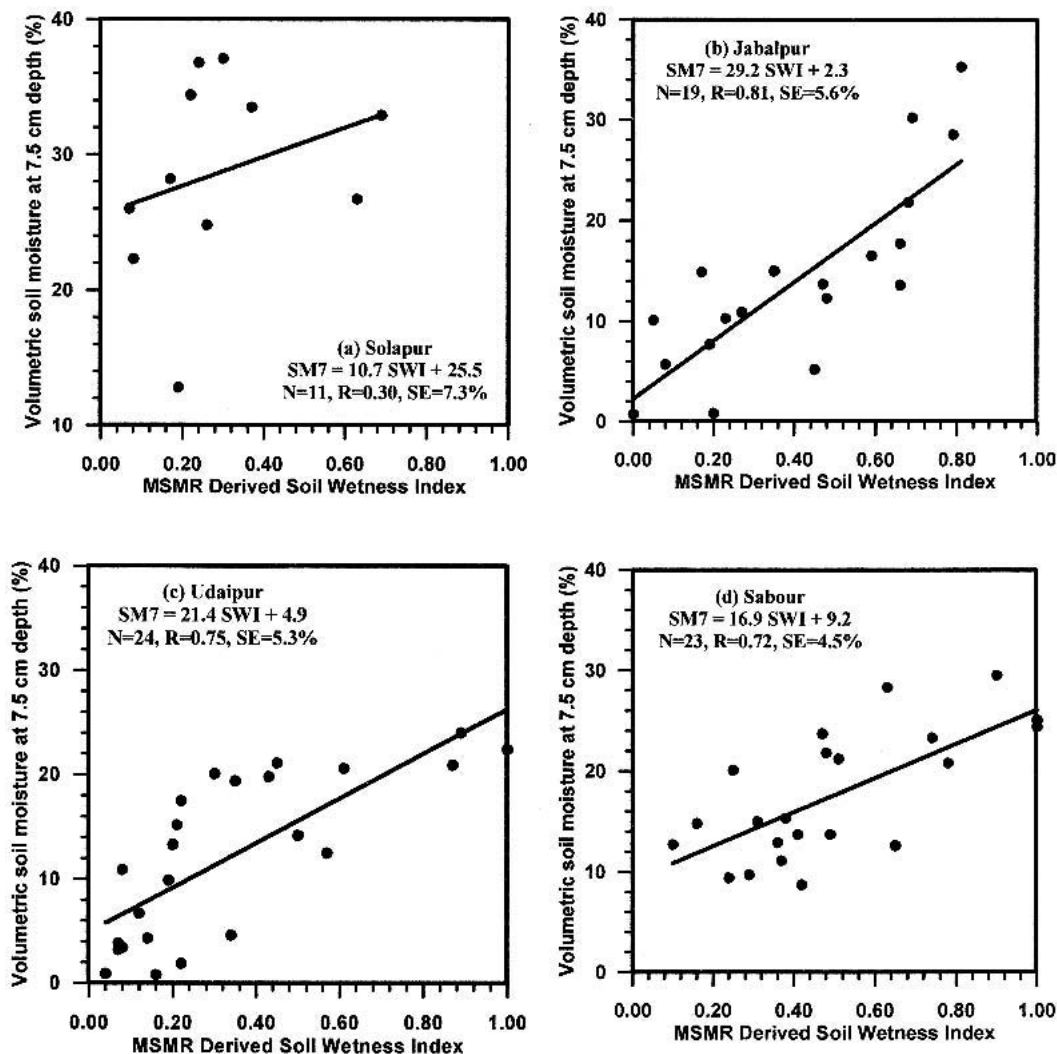 40
30
20
10
Volumetric soil moisture at 7.5 cm depth (%)
(a) Solapur
SM7 = 10.7 SWI + 25.5
N=11, R=0.30, SE=7.3%
0.00 0.20 0.40 0.60 0.80 1.00
MSMR Derived Soil Wetness Index
40
30
20
10
0
Volumetric soil moisture at 7.5 cm depth (%)
(b) Jabalpur
SM7 = 29.2 SWI + 2.3
N=19, R=0.81, SE=5.6%
0.00 0.20 0.40 0.60 0.80 1.00
MSMR Derived Soil Wetness Index
40
30
20
10
0
Volumetric soil moisture at 7.5 cm depth (%)
(c) Udaipur
SM7 = 21.4 SWI + 4.9
N=24, R=0.75, SE=5.3%
0.00 0.20 0.40 0.60 0.80 1.00
MSMR Derived Soil Wetness Index
40
30
20
10
0
Volumetric soil moisture at 7.5 cm depth (%)
(d) Sabour
SM7 = 16.9 SWI + 9.2
N=23, R=0.72, SE=4.5%
0.00 0.20 0.40 0.60 0.80 1.00
MSMR Derived Soil Wetness Index